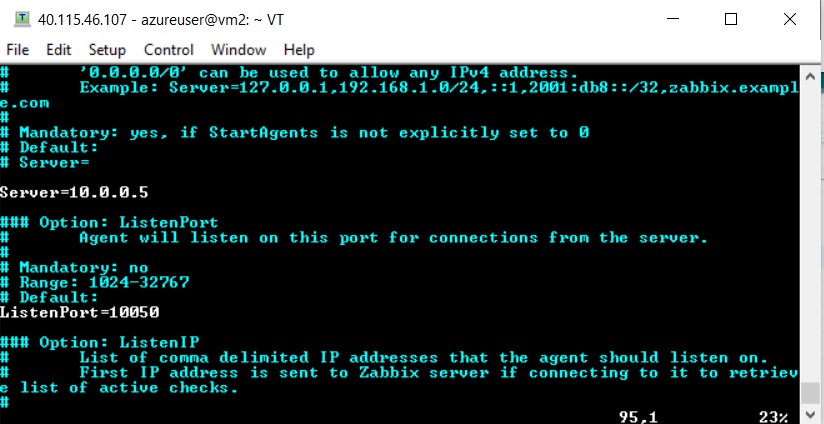 40.115.46.107 - azureuser@vm2: ~ VT
File Edit Setup Control Window Help
#       '0.0.0.0/0' can be used to allow any IPv4 address.
#       Example: Server=127.0.0.1,192.168.1.0/24,::1,2001:db8::/32,zabbix.exampl
e.com
#
# Mandatory: yes, if StartAgents is not explicitly set to 0
# Default:
# Server=
Server=10.0.0.5
### Option: ListenPort
#       Agent will listen on this port for connections from the server.
#
# Mandatory: no
# Range: 1024-32767
# Default:
ListenPort=10050
### Option: ListenIP
#       List of comma delimited IP addresses that the agent should listen on.
#       First IP address is sent to Zabbix server if connecting to it to retriev
e list of active checks.
#
95,1 23%